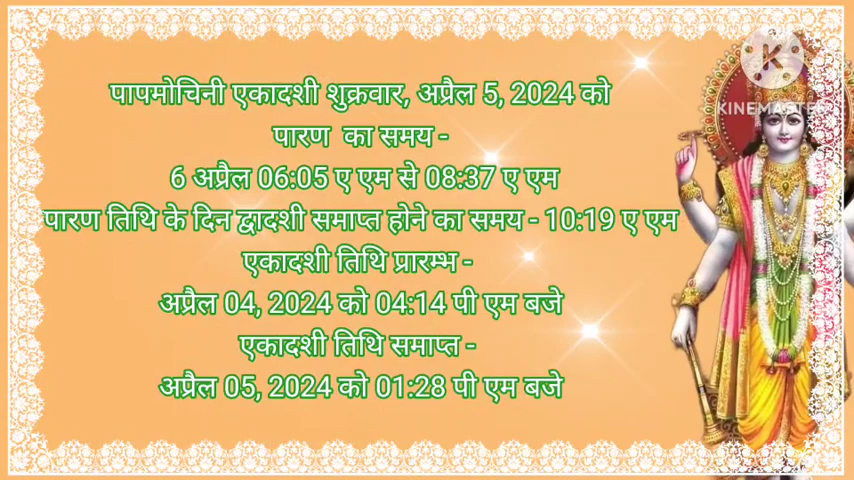 पापमोचिनी एकादशी शुक्रवार, अप्रैल 5, 2024 को
पारण का समय -
6 अप्रैल 06:05 ए एम से 08:37 ए एम
पारण तिथि के दिन द्वादशी समाप्त होने का समय - 10:19 ए एम
एकादशी तिथि प्रारम्भ -
अप्रैल 04, 2024 को 04:14 पी एम बजे
एकादशी तिथि समाप्त -
अप्रैल 05, 2024 को 01:28 पी एम बजे
KINEMASTER